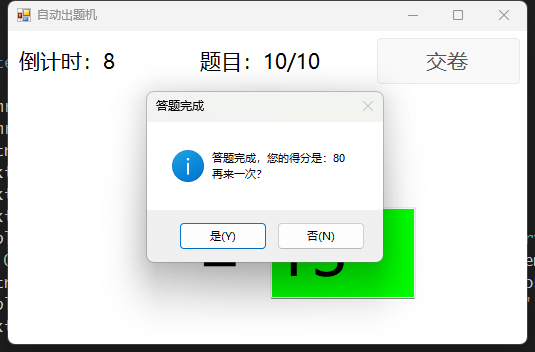 自动出题机
倒计时：8
题目：10/10
交卷
答题完成
答题完成，您的得分是：80
再来一次？
是(Y)
否(N)